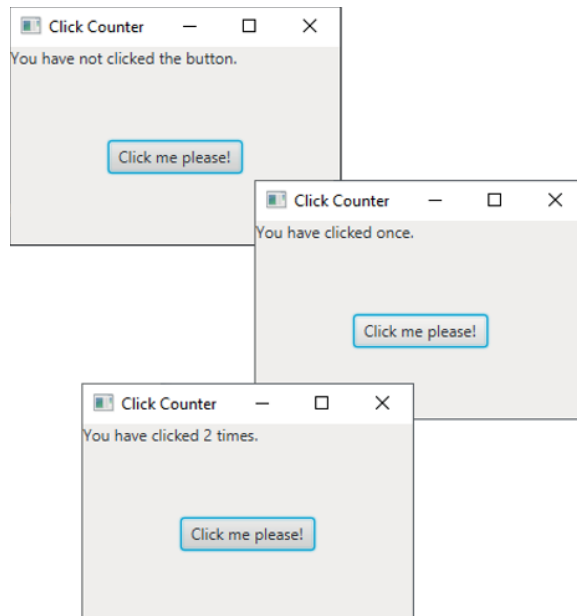 Click Counter
You have not clicked the button.
Click me please!
Click Counter
You have clicked once.
Click me please!
Click Counter
You have clicked 2 times.
Click me please!